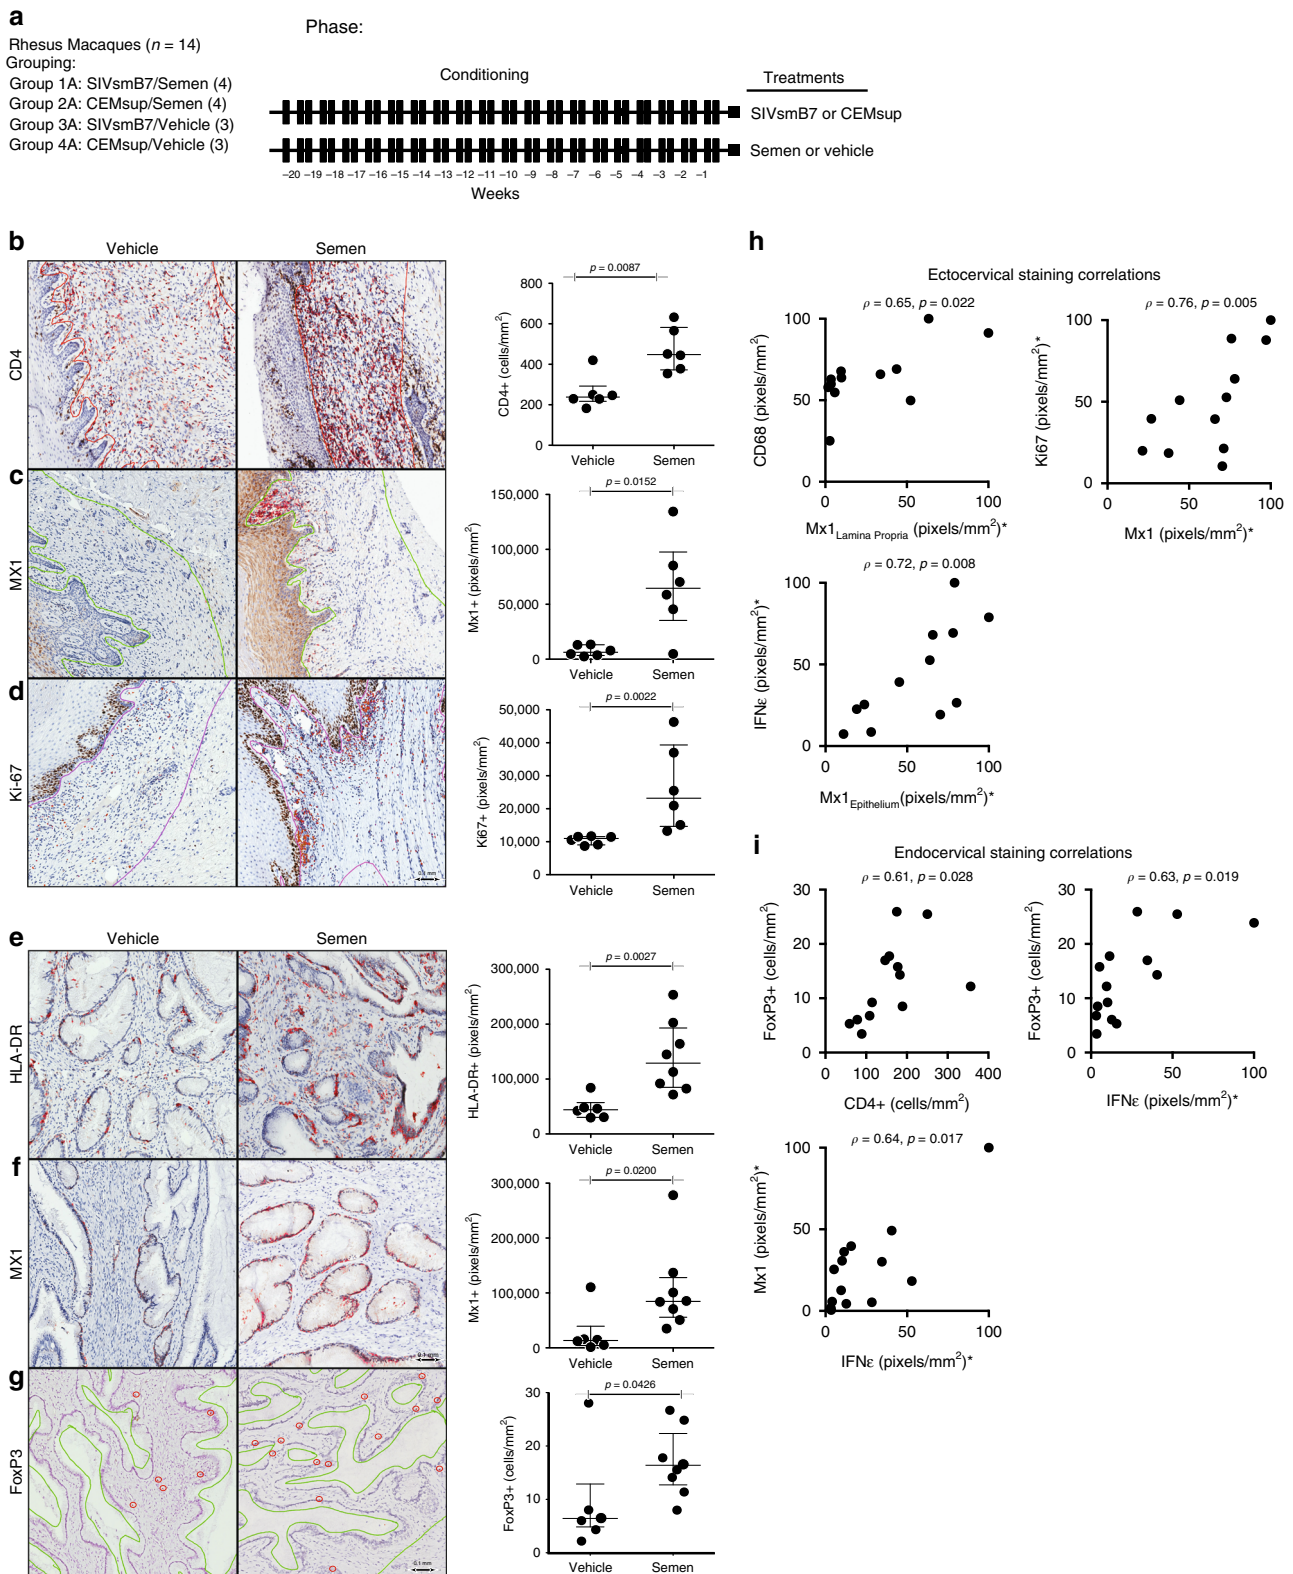 a
Rhesus Macaques (n = 14)
Grouping:
Group 1A: SIVsmB7/Semen (4)
Group 2A: CEMsup/Semen (4)
Group 3A: SIVsmB7/Vehicle (3)
Group 4A: CEMsup/Vehicle (3)
Phase:
Conditioning
Treatments
SIVsmB7 or CEMsup
Semen or vehicle
–20 –19 –18 –17 –16 –15 –14 –13 –12 –11 –10 –9 –8 –7 –6 –5 –4 –3 –2 –1
Weeks
b
Vehicle Semen
CD4
p = 0.0087
CD4+ (cells/mm²)
800
600
400
200
0
Vehicle Semen
c
MX1
p = 0.0152
Mx1+ (pixels/mm²)
150,000
100,000
50,000
0
Vehicle Semen
d
Ki-67
0.1 mm
p = 0.0022
Ki67+ (pixels/mm²)
50,000
40,000
30,000
20,000
10,000
0
Vehicle Semen
e
Vehicle Semen
HLA-DR
p = 0.0027
HLA-DR+ (pixels/mm²)
300,000
200,000
100,000
0
Vehicle Semen
f
MX1
0.1 mm
p = 0.0200
Mx1+ (pixels/mm²)
300,000
200,000
100,000
0
Vehicle Semen
g
FoxP3
0.1 mm
p = 0.0426
FoxP3+ (cells/mm²)
30
20
10
0
Vehicle Semen
h
Ectocervical staining correlations
ρ = 0.65, p = 0.022
CD68 (pixels/mm²)
100
50
0
0 50 100
Mx1Lamina Propria (pixels/mm²)*
ρ = 0.76, p = 0.005
Ki67 (pixels/mm²)*
100
50
0
0 50 100
Mx1 (pixels/mm²)*
ρ = 0.72, p = 0.008
IFNε (pixels/mm²)*
100
50
0
0 50 100
Mx1Epithelium(pixels/mm²)*
i
Endocervical staining correlations
ρ = 0.61, p = 0.028
FoxP3+ (cells/mm²)
30
20
10
0
0 100 200 300 400
CD4+ (cells/mm²)
ρ = 0.63, p = 0.019
FoxP3+ (cells/mm²)
30
20
10
0
0 50 100
IFNε (pixels/mm²)*
ρ = 0.64, p = 0.017
Mx1 (pixels/mm²)*
100
50
0
0 50 100
IFNε (pixels/mm²)*